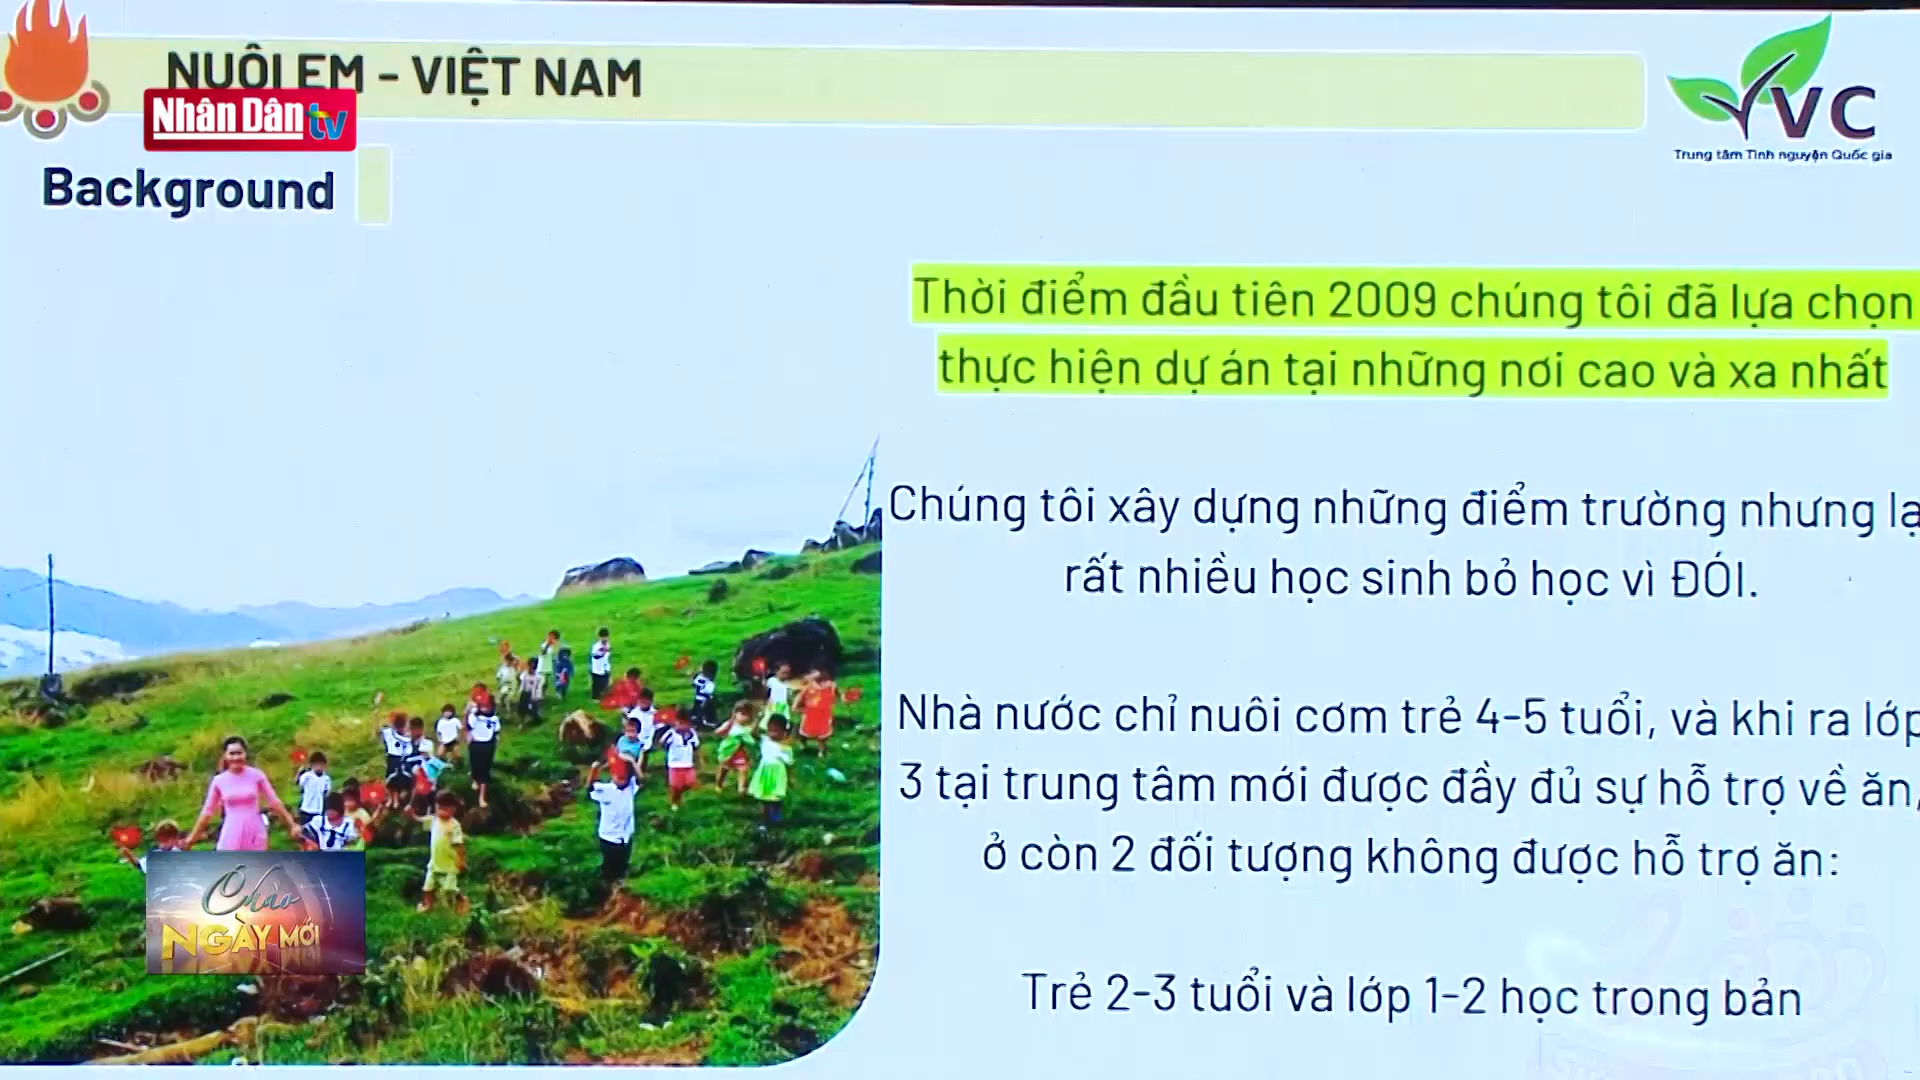 NUÔI EM - VIỆT NAM
Nhân Dân tv
VVC
Trung tâm Tình nguyện Quốc gia
Background
Thời điểm đầu tiên 2009 chúng tôi đã lựa chọn
thực hiện dự án tại những nơi cao và xa nhất
Chúng tôi xây dựng những điểm trường nhưng lạ
rất nhiều học sinh bỏ học vì ĐÓI.
Nhà nước chỉ nuôi cơm trẻ 4-5 tuổi, và khi ra lớp
3 tại trung tâm mới được đầy đủ sự hỗ trợ về ăn,
ở còn 2 đối tượng không được hỗ trợ ăn:
Trẻ 2-3 tuổi và lớp 1-2 học trong bản
Chào
NGÀY MỚI